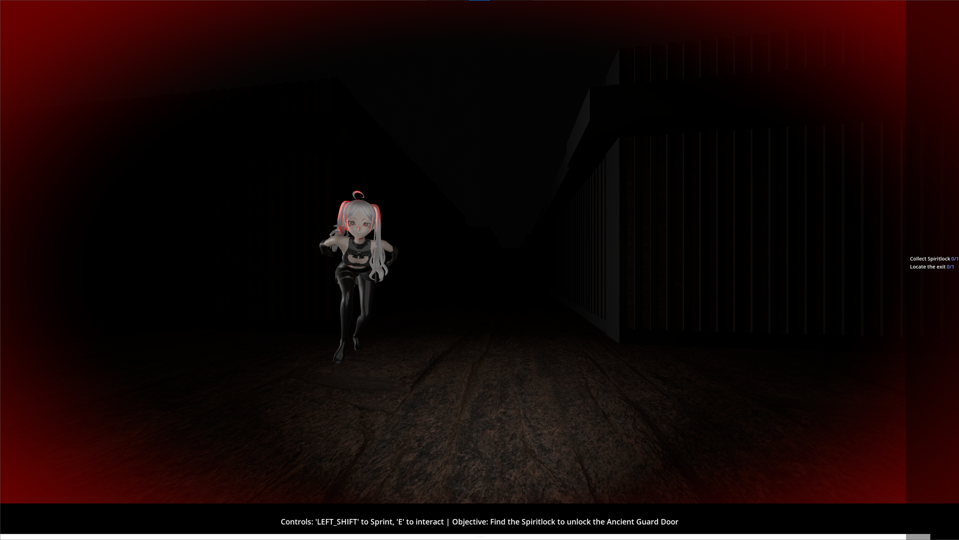 Collect Spiritlock 0/1
Locate the exit 0/1
Controls: 'LEFT_SHIFT' to Sprint, 'E' to interact | Objective: Find the Spiritlock to unlock the Ancient Guard Door